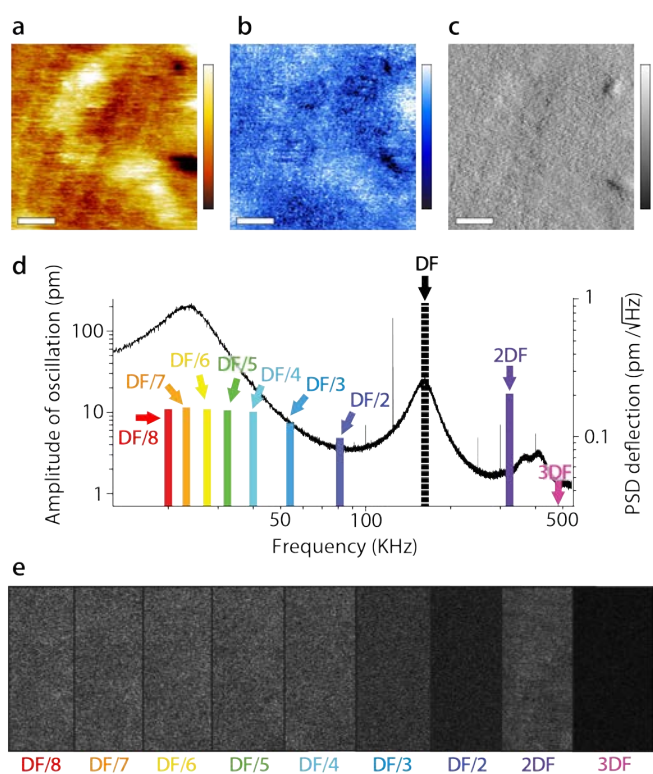 a b c
d
DF
Amplitude of oscillation (pm)
100
10
1
DF/8
DF/7
DF/6
DF/5
DF/4
DF/3
DF/2
2DF
3DF
1
0.1
PSD deflection (pm /√Hz)
50 100 500
Frequency (KHz)
e
DF/8 DF/7 DF/6 DF/5 DF/4 DF/3 DF/2 2DF 3DF